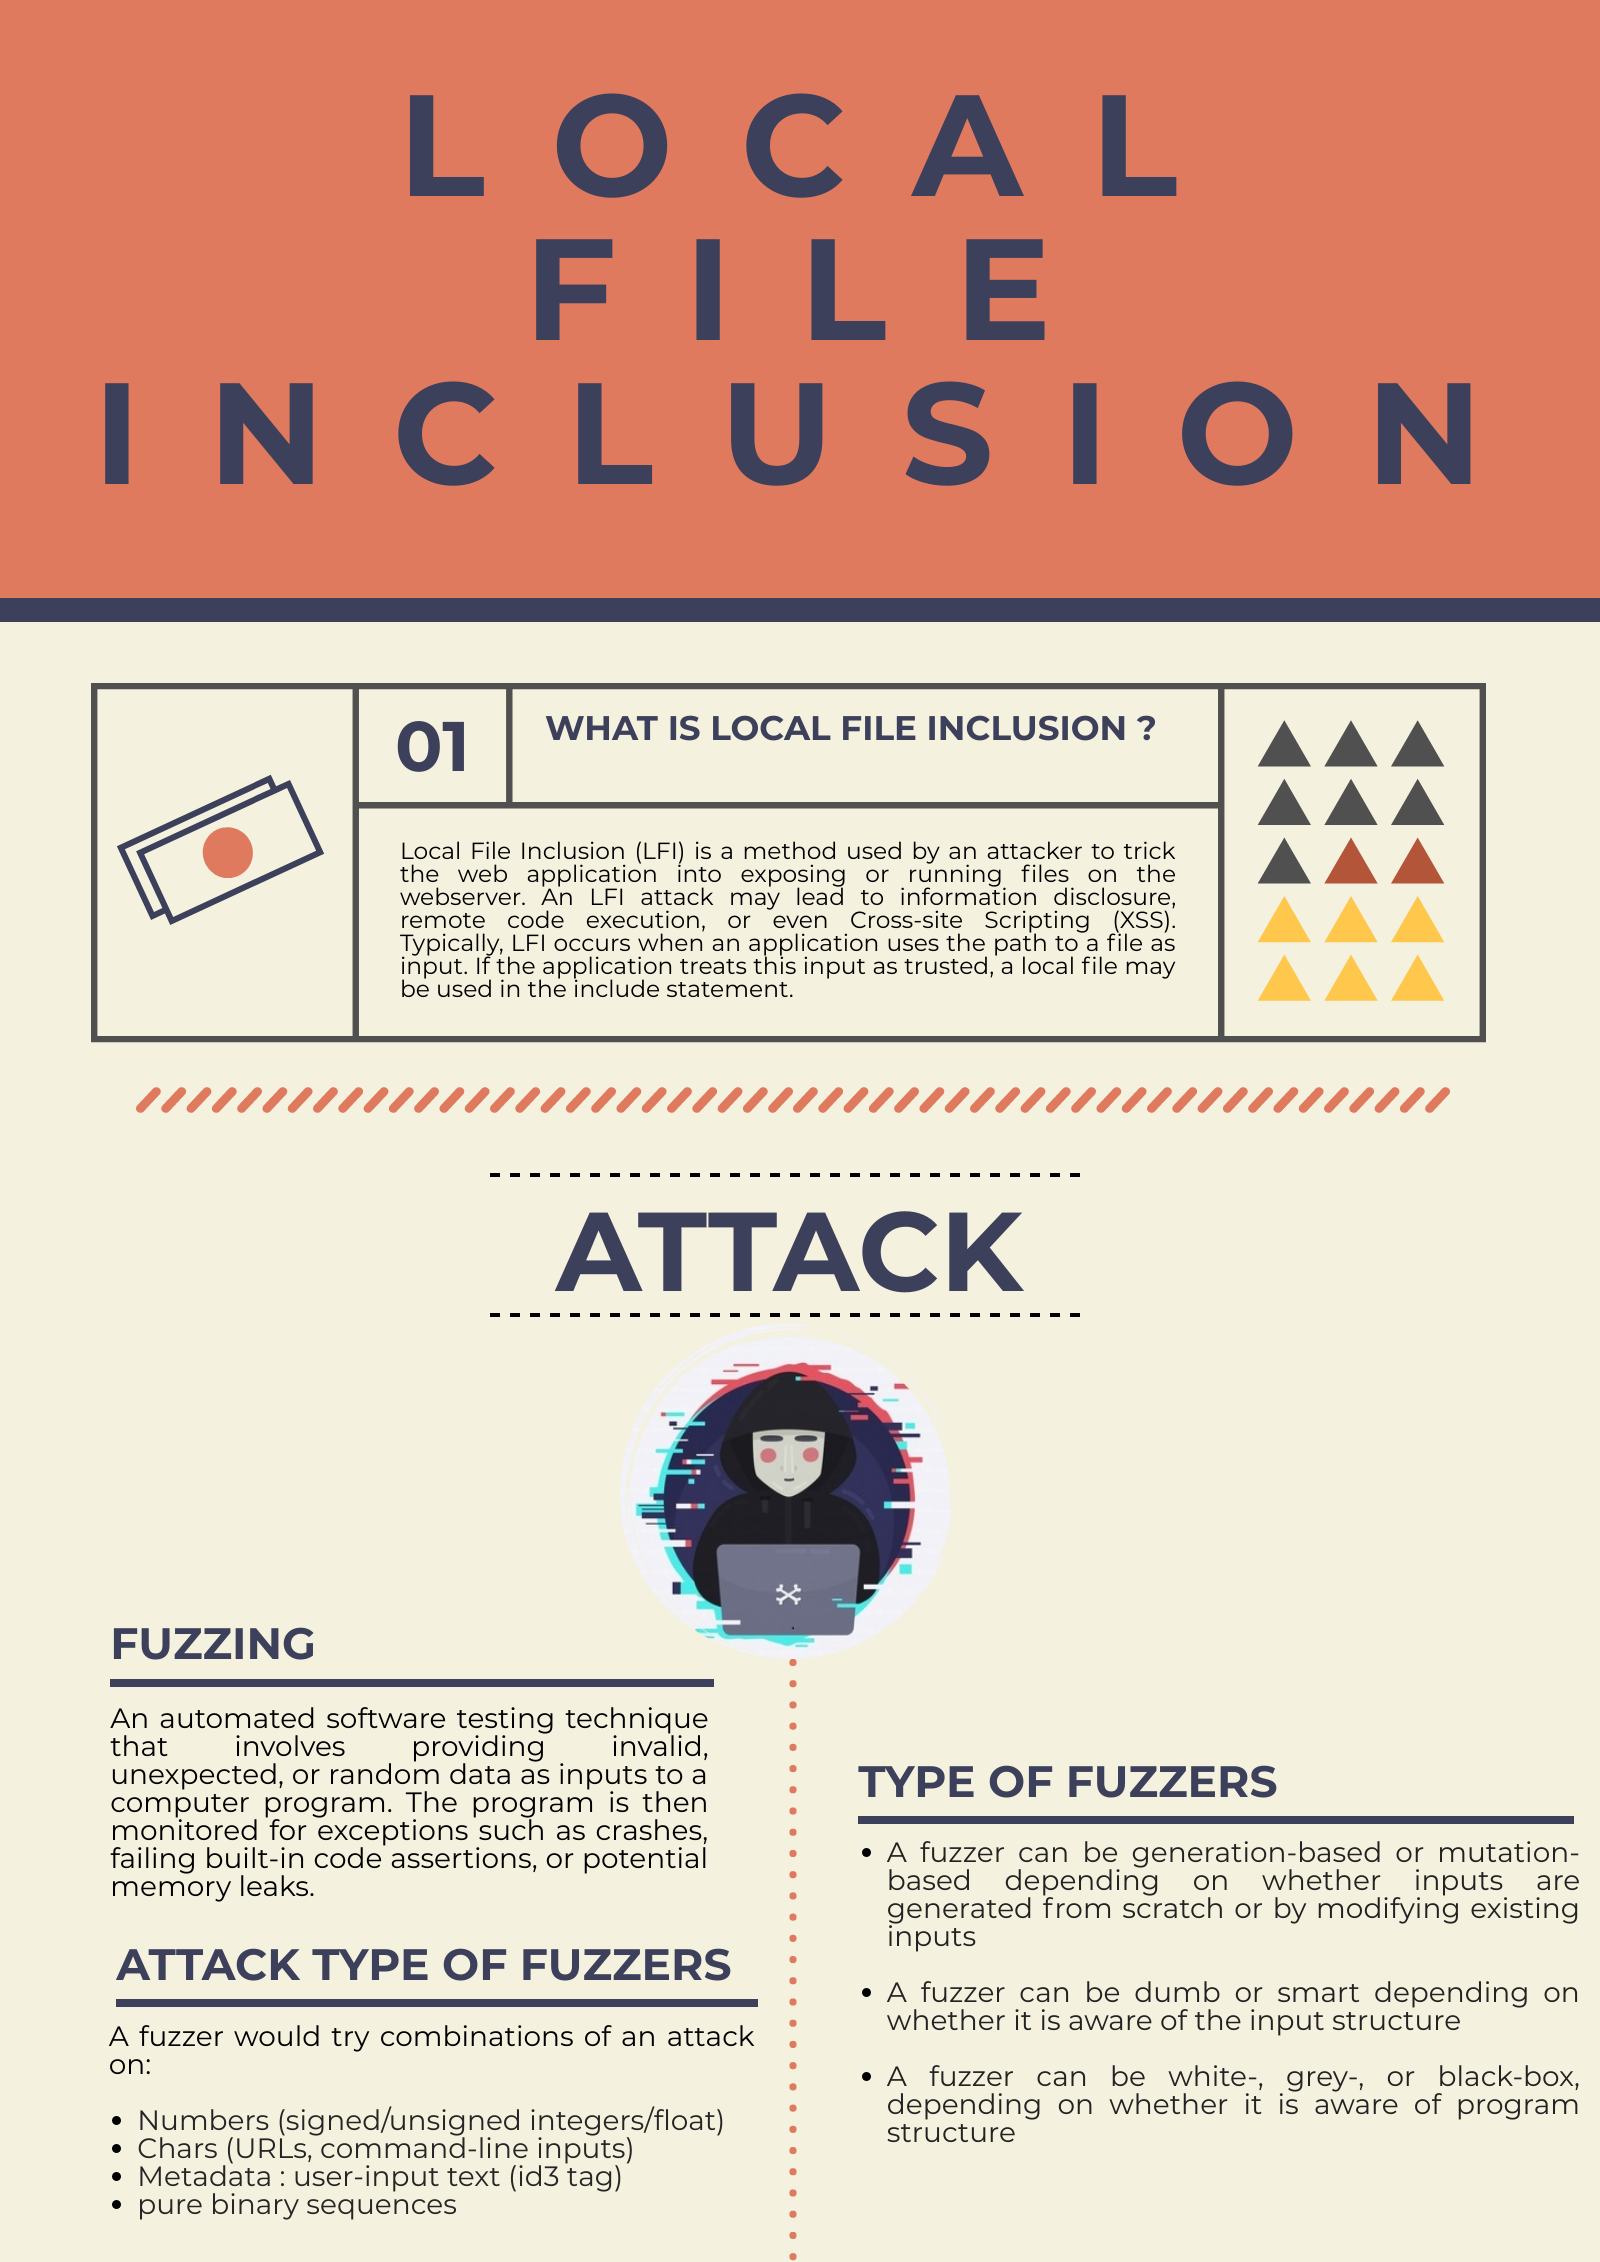 LOCAL
FILE
INCLUSION
01
WHAT IS LOCAL FILE INCLUSION ?
Local File Inclusion (LFI) is a method used by an attacker to trick
the web application into exposing or running files on the
webserver. An LFI attack may lead to information disclosure,
remote code execution, or even Cross-site Scripting (XSS).
Typically, LFI occurs when an application uses the path to a file as
input. If the application treats this input as trusted, a local file may
be used in the include statement.
ATTACK
FUZZING
An automated software testing technique
that involves providing invalid,
unexpected, or random data as inputs to a
computer program. The program is then
monitored for exceptions such as crashes,
failing built-in code assertions, or potential
memory leaks.
ATTACK TYPE OF FUZZERS
A fuzzer would try combinations of an attack
on:
• Numbers (signed/unsigned integers/float)
• Chars (URLs, command-line inputs)
• Metadata : user-input text (id3 tag)
• pure binary sequences
TYPE OF FUZZERS
• A fuzzer can be generation-based or mutation-
based depending on whether inputs are
generated from scratch or by modifying existing
inputs
• A fuzzer can be dumb or smart depending on
whether it is aware of the input structure
• A fuzzer can be white-, grey-, or black-box,
depending on whether it is aware of program
structure